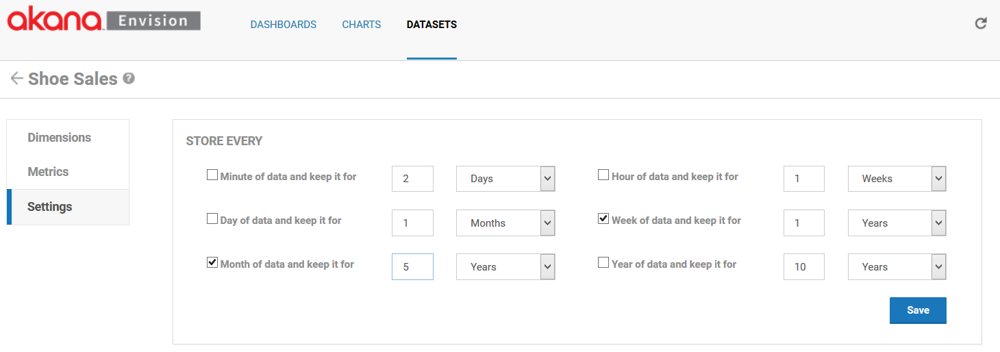 akana Envision
DASHBOARDS CHARTS DATASETS
Shoe Sales ?
Dimensions
Metrics
Settings
STORE EVERY
Minute of data and keep it for 2 Days Hour of data and keep it for 1 Weeks
Day of data and keep it for 1 Months Week of data and keep it for 1 Years
Month of data and keep it for 5 Years Year of data and keep it for 10 Years
Save